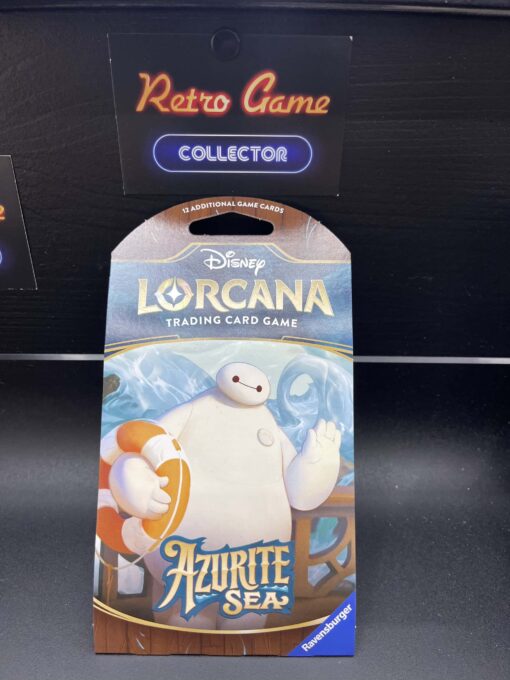 Retro Game
COLLECTOR
12 ADDITIONAL GAME CARDS
Disney
LORCANA
TRADING CARD GAME
AZURITE
SEA
Ravensburger